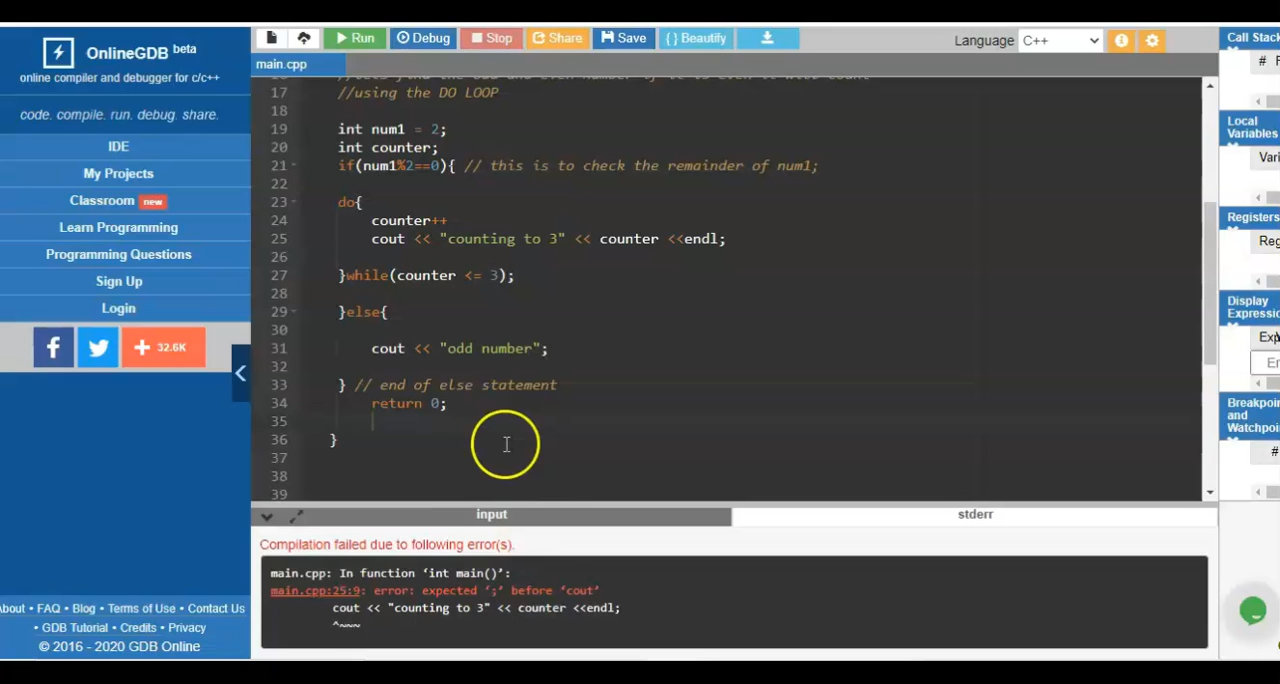 OnlineGDB beta
online compiler and debugger for c/c++
code. compile. run. debug. share.
IDE
My Projects
Classroom new
Learn Programming
Programming Questions
Sign Up
Login
32.6K
About • FAQ • Blog • Terms of Use • Contact Us
• GDB Tutorial • Credits • Privacy
© 2016 - 2020 GDB Online
Run Debug Stop Share Save { } Beautify
Language C++
main.cpp
17 //using the DO LOOP
18
19 int num1 = 2;
20 int counter;
21 if(num1%2==0){ // this is to check the remainder of num1;
22
23 do{
24 counter++
25 cout << "counting to 3" << counter <<endl;
26
27 }while(counter <= 3);
28
29 }else{
30
31 cout << "odd number";
32
33 } // end of else statement
34 return 0;
35
36 }
37
38
39
input stderr
Compilation failed due to following error(s).
main.cpp: In function ‘int main()’:
main.cpp:25:9: error: expected ‘;’ before ‘cout’
cout << "counting to 3" << counter <<endl;
^~~~
Call Stack
# F
Local
Variables
Vari
Registers
Reg
Display
Expressio
Exp
En
Breakpoin
and
Watchpoi
#